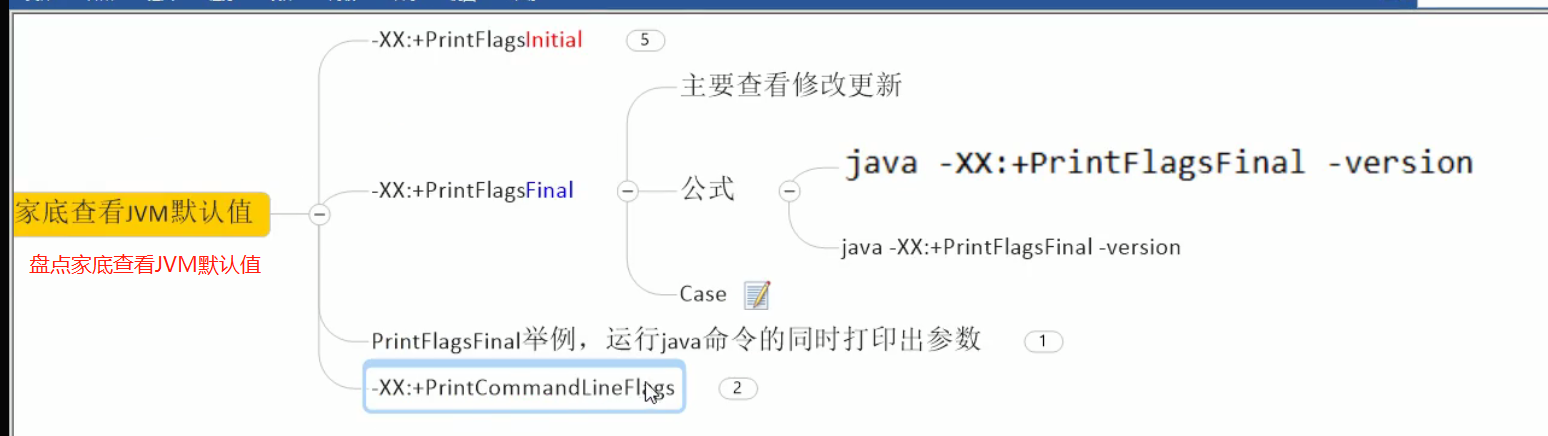 -XX:+PrintFlagsInitial 5
主要查看修改更新
java -XX:+PrintFlagsFinal -version
-XX:+PrintFlagsFinal
公式
家底查看JVM默认值
java -XX:+PrintFlagsFinal -version
盘点家底查看JVM默认值
Case
PrintFlagsFinal举例，运行java命令的同时打印出参数 1
-XX:+PrintCommandLineFlags 2